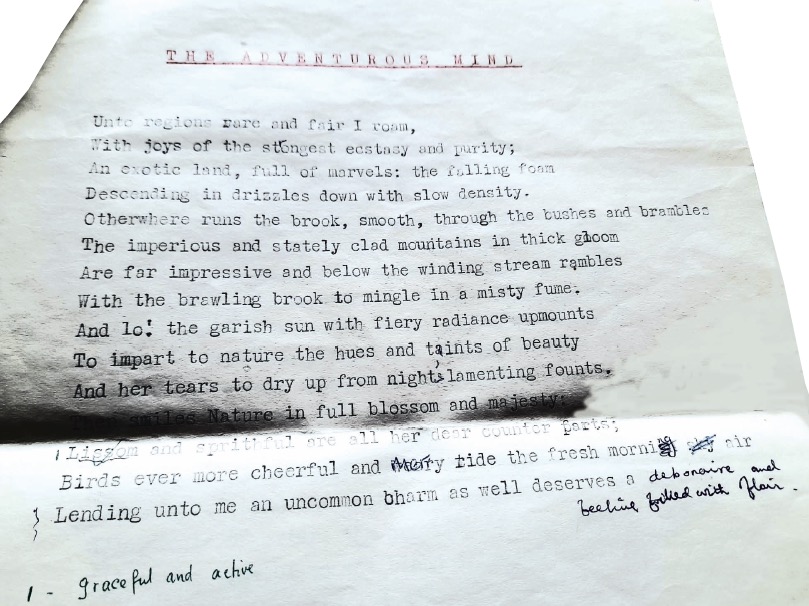 THE ADVENTUROUS MIND
Unto regions rare and fair I roam,
With joys of the stongest ecstasy and purity;
An exotic land, full of marvels: the falling foam
Descending in drizzles down with slow density.
Otherwhere runs the brook, smooth, through the bushes and brambles
The imperious and stately clad mountains in thick gloom
Are far impressive and below the winding stream rambles
With the brawling brook to mingle in a misty fume.
And lo! the garish sun with fiery radiance upmounts
To impart to nature the hues and taints of beauty
And her tears to dry up from night's lamenting founts.
smiles Nature in full blossom and majesty;
1 Lissom and sprithful are all her dear counter parts;
Birds ever more cheerful and Merry ride the fresh morning air
Lending unto me an uncommon bharm as well deserves a debonaire and
with flair.
1 - graceful and active